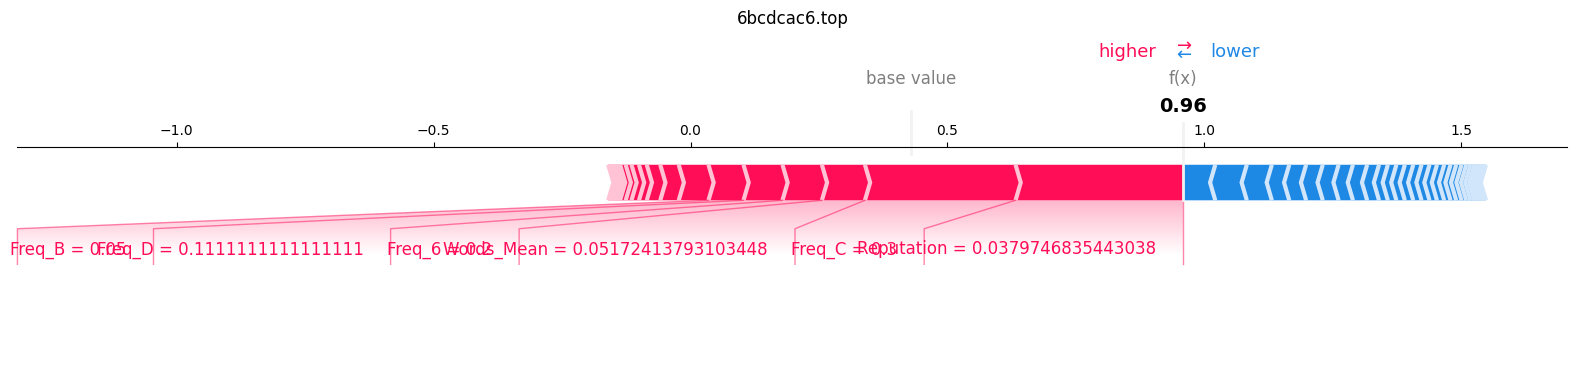 6bcdcac6.top
higher ⇄ lower
base value f(x)
0.96
−1.0 −0.5 0.0 0.5 1.0 1.5
Freq_B = 0.05 Freq_D = 0.1111111111111111 Freq_6 = 0.2 Words_Mean = 0.05172413793103448 Freq_C = 0.3 Reputation = 0.0379746835443038